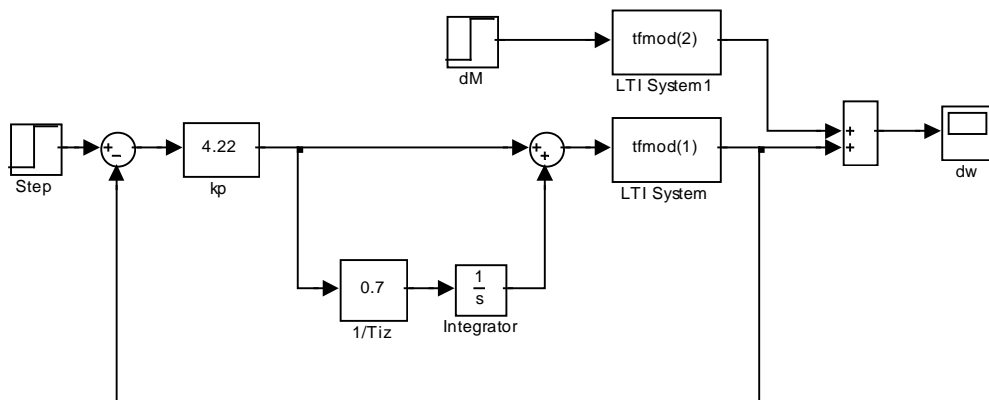 tfmod(2)
dM
LTI System1
Step
+
−
4.22
kp
+
+
tfmod(1)
LTI System
+
+
dw
0.7
1/Tiz
1
s
Integrator